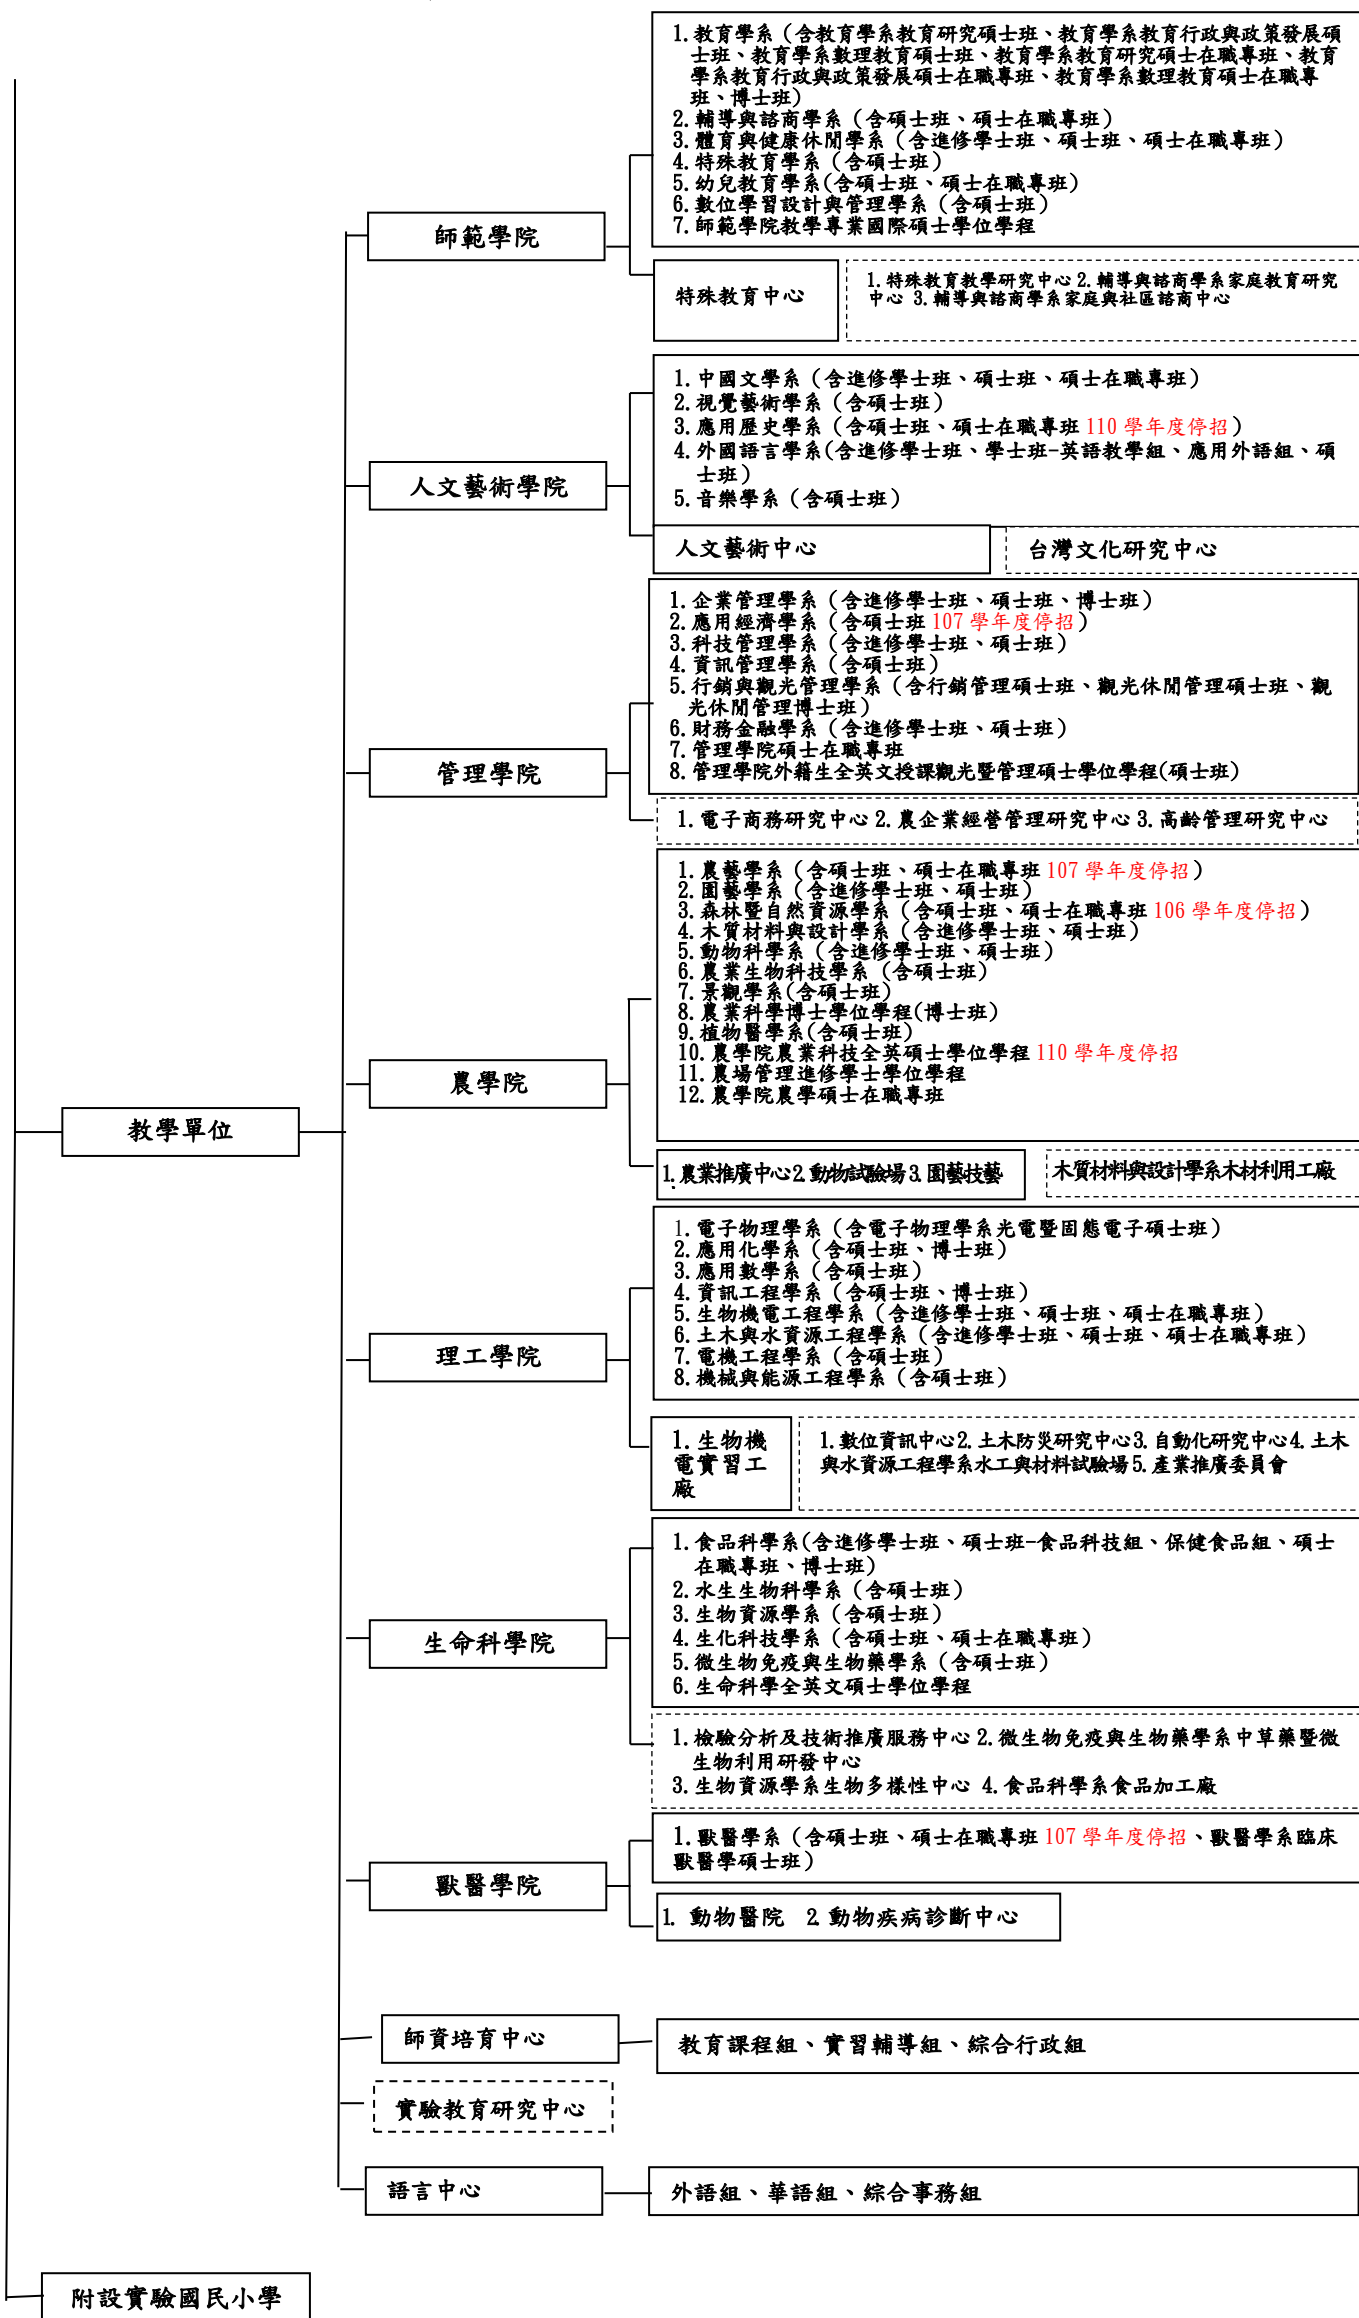 1.教育學系（含教育學系教育研究碩士班、教育學系教育行政與政策發展碩
士班、教育學系數理教育碩士班、教育學系教育研究碩士在職專班、教育
學系教育行政與政策發展碩士在職專班、教育學系數理教育碩士在職專
班、博士班）
2.輔導與諮商學系（含碩士班、碩士在職專班）
3.體育與健康休閒學系（含進修學士班、碩士班、碩士在職專班）
4.特殊教育學系（含碩士班）
5.幼兒教育學系(含碩士班、碩士在職專班)
6.數位學習設計與管理學系（含碩士班）
7.師範學院教學專業國際碩士學位學程
師範學院
特殊教育中心
1.特殊教育教學研究中心 2.輔導與諮商學系家庭教育研究
中心 3.輔導與諮商學系家庭與社區諮商中心
1.中國文學系（含進修學士班、碩士班、碩士在職專班）
2.視覺藝術學系（含碩士班）
3.應用歷史學系（含碩士班、碩士在職專班 110 學年度停招）
4.外國語言學系(含進修學士班、學士班-英語教學組、應用外語組、碩
士班）
5.音樂學系（含碩士班）
人文藝術學院
人文藝術中心
台灣文化研究中心
1.企業管理學系（含進修學士班、碩士班、博士班）
2.應用經濟學系（含碩士班 107 學年度停招）
3.科技管理學系（含進修學士班、碩士班）
4.資訊管理學系（含碩士班）
5.行銷與觀光管理學系（含行銷管理碩士班、觀光休閒管理碩士班、觀
光休閒管理博士班）
6.財務金融學系（含進修學士班、碩士班）
7.管理學院碩士在職專班
8.管理學院外籍生全英文授課觀光暨管理碩士學位學程(碩士班)
管理學院
1.電子商務研究中心 2.農企業經營管理研究中心 3.高齡管理研究中心
1.農藝學系（含碩士班、碩士在職專班 107 學年度停招）
2.園藝學系（含進修學士班、碩士班）
3.森林暨自然資源學系（含碩士班、碩士在職專班 106 學年度停招）
4.木質材料與設計學系（含進修學士班、碩士班）
5.動物科學系（含進修學士班、碩士班）
6.農業生物科技學系（含碩士班）
7.景觀學系(含碩士班)
8.農業科學博士學位學程(博士班)
9.植物醫學系(含碩士班)
10.農學院農業科技全英碩士學位學程 110 學年度停招
11.農場管理進修學士學位學程
12.農學院農學碩士在職專班
農學院
教學單位
1.農業推廣中心2.動物試驗場3.園藝技藝
木質材料與設計學系木材利用工廠
1.電子物理學系（含電子物理學系光電暨固態電子碩士班）
2.應用化學系（含碩士班、博士班）
3.應用數學系（含碩士班）
4.資訊工程學系（含碩士班、博士班）
5.生物機電工程學系（含進修學士班、碩士班、碩士在職專班）
6.土木與水資源工程學系（含進修學士班、碩士班、碩士在職專班）
7.電機工程學系（含碩士班）
8.機械與能源工程學系（含碩士班）
理工學院
1.生物機
電實習工
廠
1.數位資訊中心2.土木防災研究中心3.自動化研究中心4.土木
與水資源工程學系水工與材料試驗場5.產業推廣委員會
1.食品科學系(含進修學士班、碩士班-食品科技組、保健食品組、碩士
在職專班、博士班）
2.水生生物科學系（含碩士班）
3.生物資源學系（含碩士班）
4.生化科技學系（含碩士班、碩士在職專班）
5.微生物免疫與生物藥學系（含碩士班）
6.生命科學全英文碩士學位學程
生命科學院
1.檢驗分析及技術推廣服務中心 2.微生物免疫與生物藥學系中草藥暨微
生物利用研發中心
3.生物資源學系生物多樣性中心 4.食品科學系食品加工廠
1.獸醫學系（含碩士班、碩士在職專班 107 學年度停招、獸醫學系臨床
獸醫學碩士班）
獸醫學院
1. 動物醫院 2.動物疾病診斷中心
師資培育中心
教育課程組、實習輔導組、綜合行政組
實驗教育研究中心
語言中心
外語組、華語組、綜合事務組
附設實驗國民小學